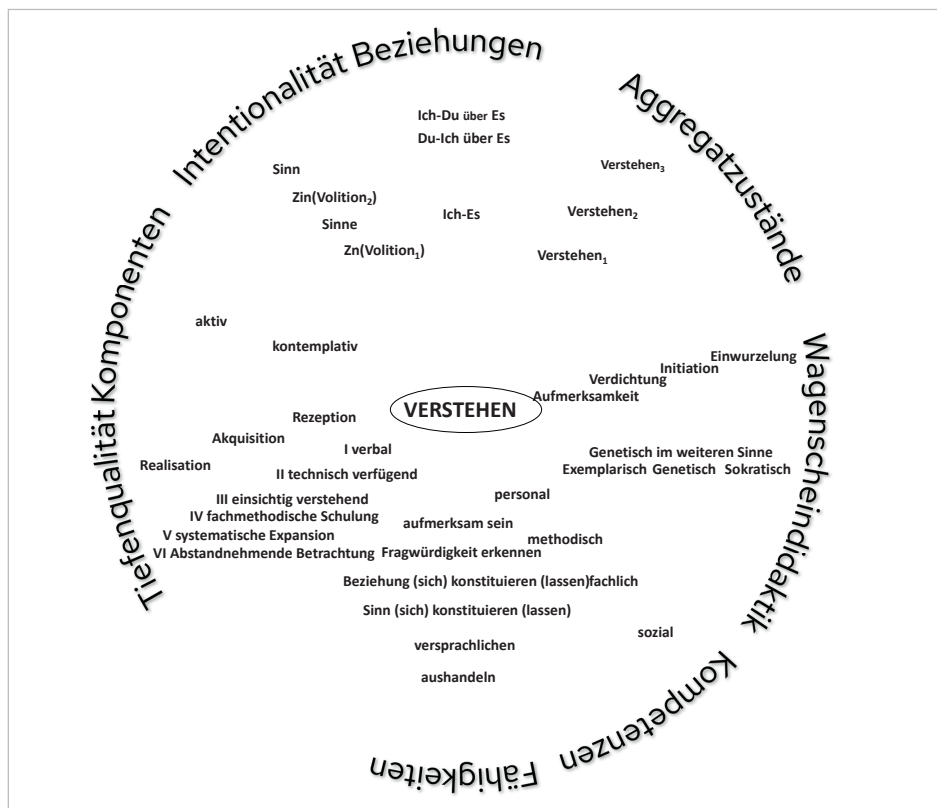 Tiefenqualität Komponenten Intentionalität Beziehungen
Aggregatzustände
Wagenscheindidaktik
Kompetenzen
Fähigkeiten
Ich-Du über Es
Du-Ich über Es
Ich-Es
Sinn
Zin(Volition₂)
Sinne
Zn(Volition₁)
Verstehen₃
Verstehen₂
Verstehen₁
aktiv
kontemplativ
Einwurzelung
Initiation
Verdichtung
Aufmerksamkeit
VERSTEHEN
Rezeption
Akquisition
Realisation
I verbal
II technisch verfügend
III einsichtig verstehend
IV fachmethodische Schulung
V systematische Expansion
VI Abstandnehmende Betrachtung
Genetisch im weiteren Sinne
Exemplarisch Genetisch Sokratisch
personal
methodisch
fachlich
sozial
aufmerksam sein
Fragwürdigkeit erkennen
Beziehung (sich) konstituieren (lassen)
Sinn (sich) konstituieren (lassen)
versprachlichen
aushandeln